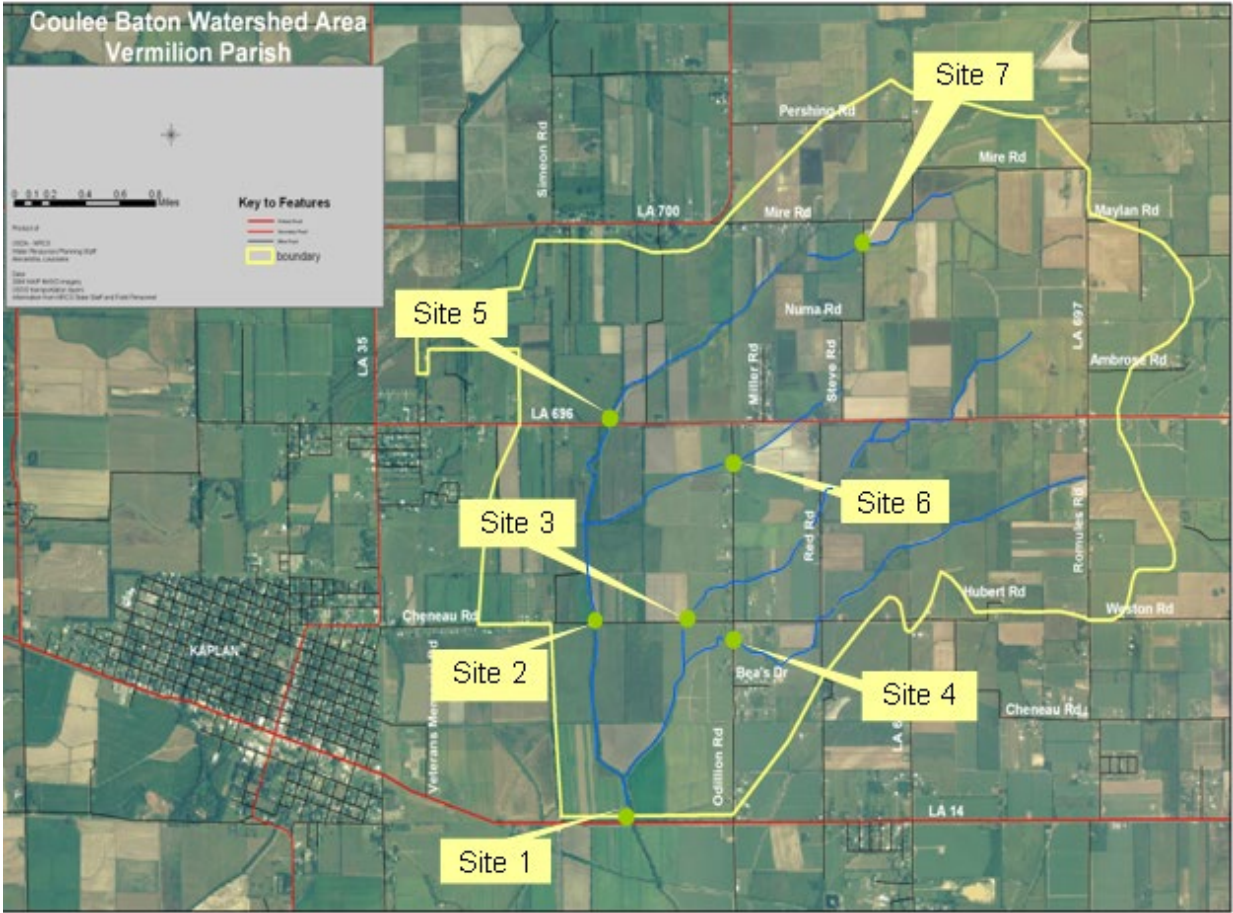 Coulee Baton Watershed Area
Vermilion Parish
0 0.1 0.2 0.4 0.6 0.8
Miles
Key to Features
boundary
Site 7
Pershing Rd
Simeon Rd
Mire Rd
LA 700
Mire Rd
Maylan Rd
Site 5
Numa Rd
LA 35
LA 697
Miller Rd
Steve Rd
Ambrose Rd
LA 696
Site 6
Site 3
Red Rd
Romules Rd
Hubert Rd
Cheneau Rd
Weston Rd
KAPLAN
Site 2
Bea's Dr
Site 4
Cheneau Rd
Odillion Rd
LA 14
Site 1